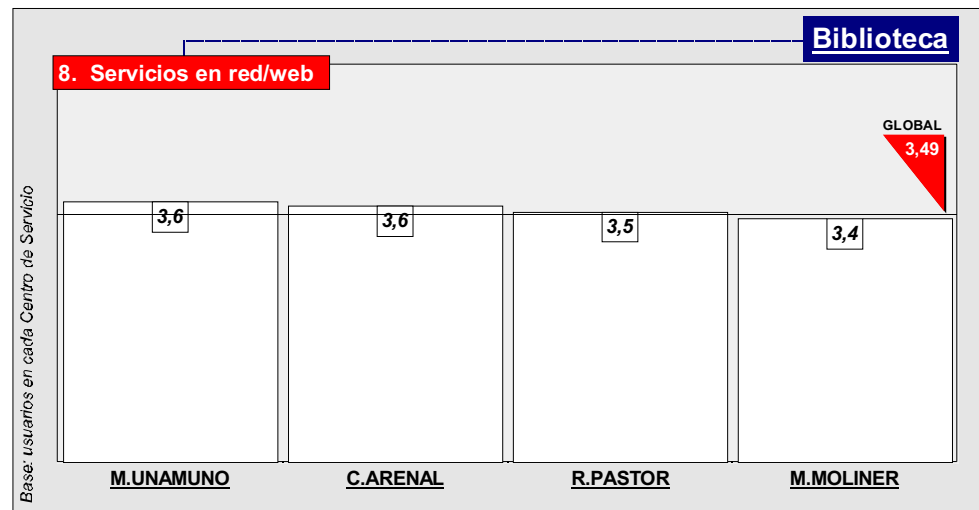 Biblioteca
8. Servicios en red/web
GLOBAL
3,49
3,6
3,6
3,5
3,4
Base: usuarios en cada Centro de Servicio
M.UNAMUNO
C.ARENAL
R.PASTOR
M.MOLINER